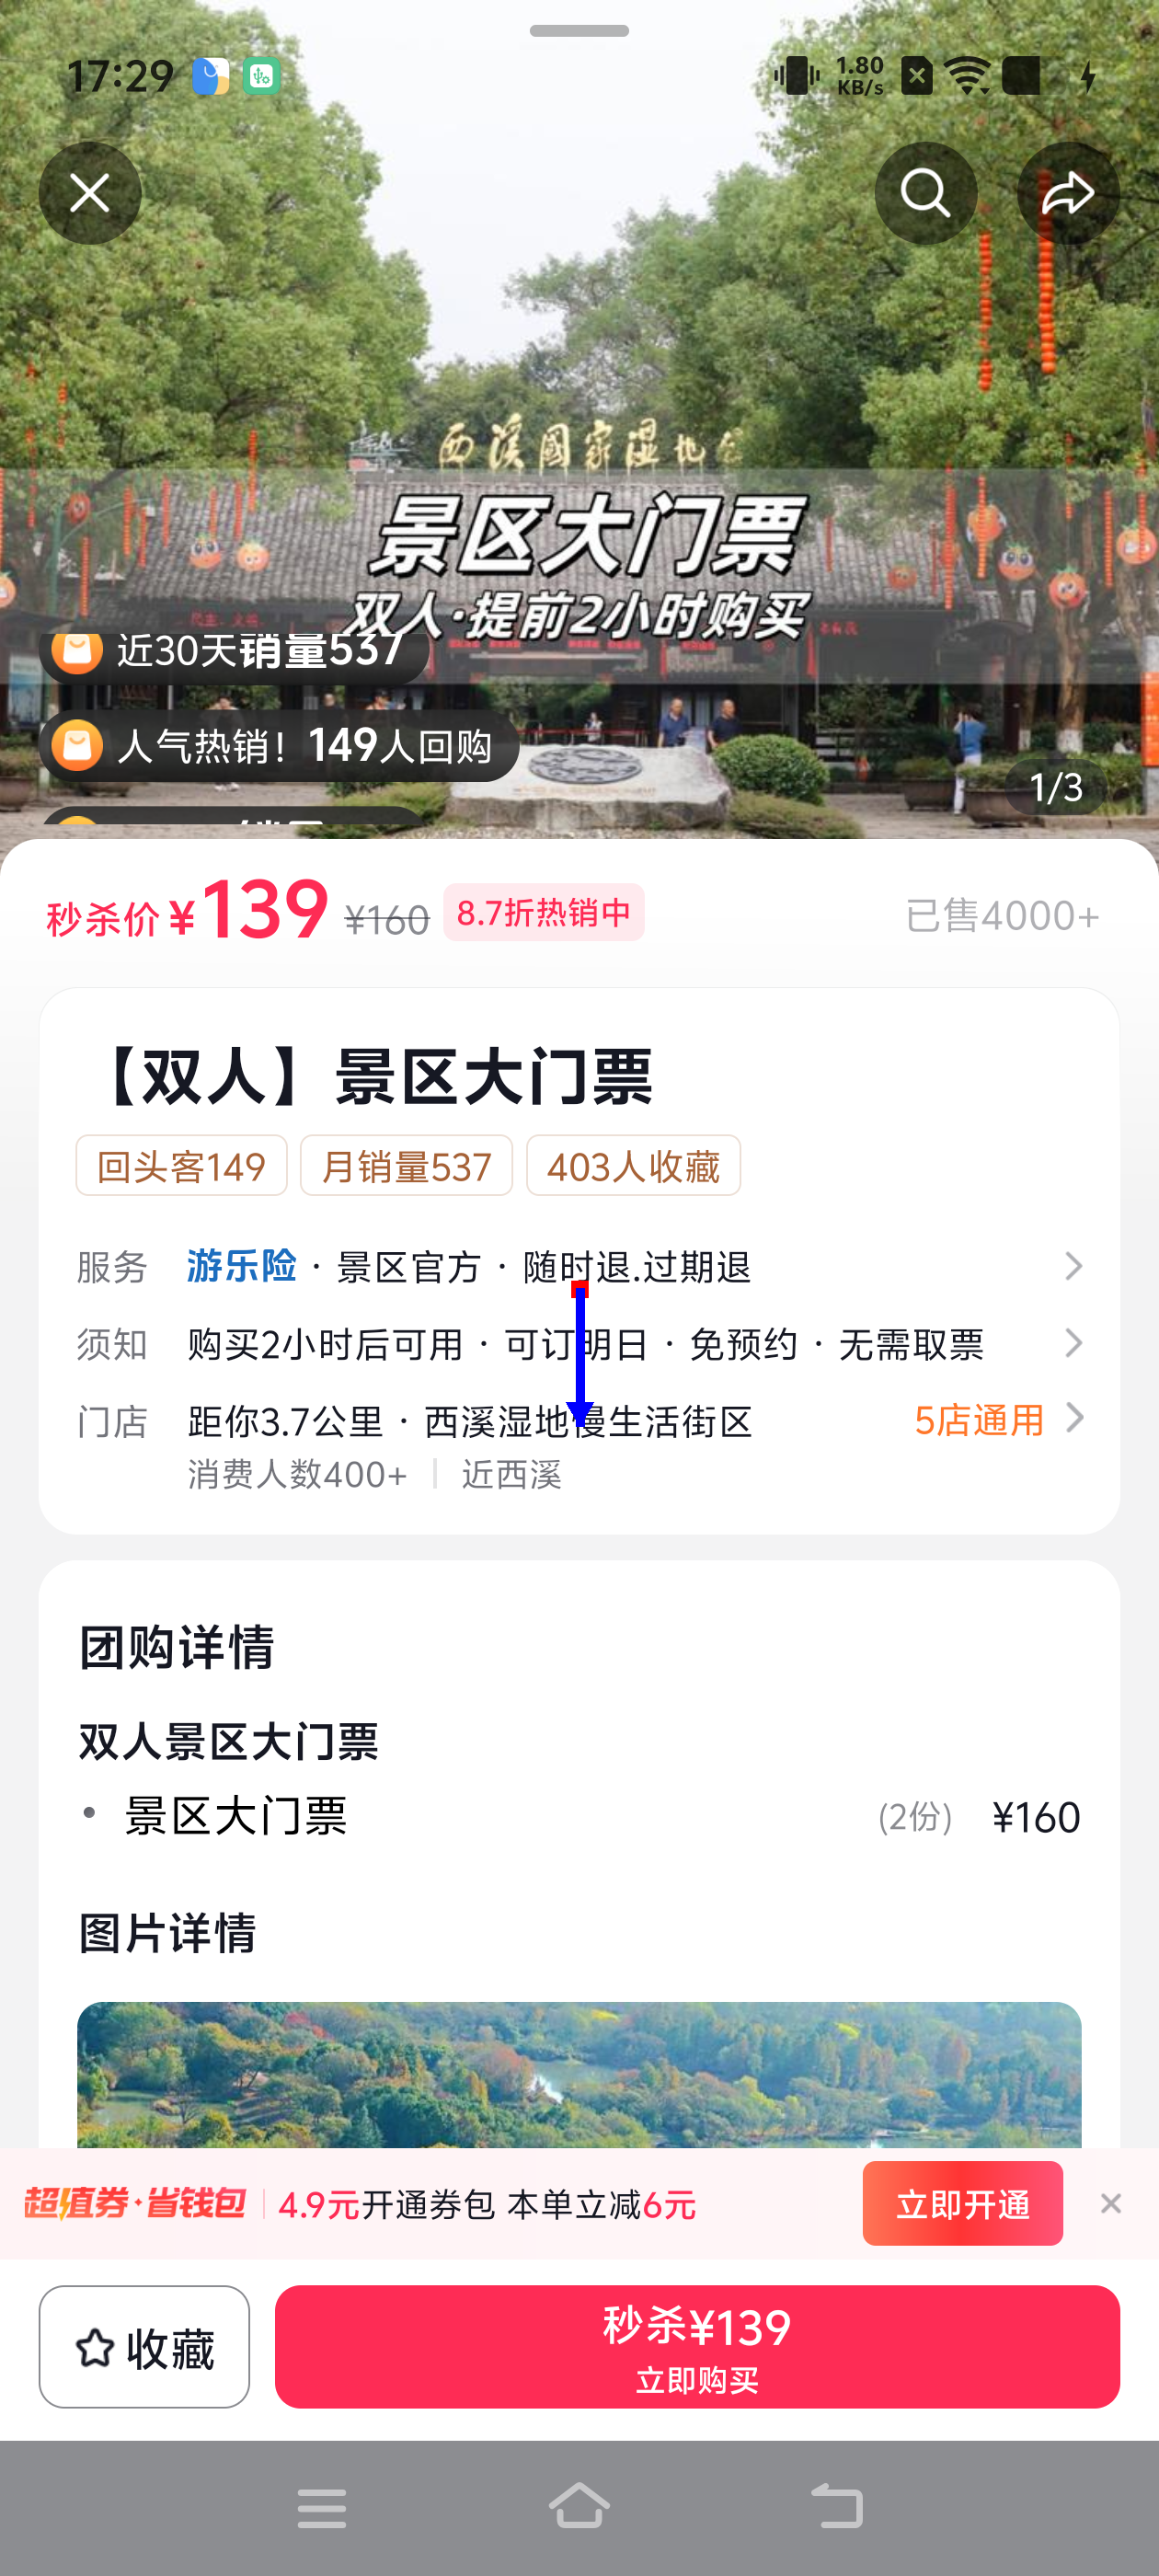 17:29
1.80
KB/s
西溪國家湿地公
景区大门票
双人·提前2小时购买
近30天销量537
人气热销！149人回购
1/3
秒杀价¥139 ¥160 8.7折热销中 已售4000+
【双人】景区大门票
回头客149 月销量537 403人收藏
服务 游乐险 · 景区官方 · 随时退.过期退
须知 购买2小时后可用 · 可订明日 · 免预约 · 无需取票
门店 距你3.7公里 · 西溪湿地慢生活街区 5店通用
消费人数400+ | 近西溪
团购详情
双人景区大门票
• 景区大门票 (2份) ¥160
图片详情
超值券·省钱包 | 4.9元开通券包 本单立减6元 立即开通
收藏
秒杀¥139
立即购买